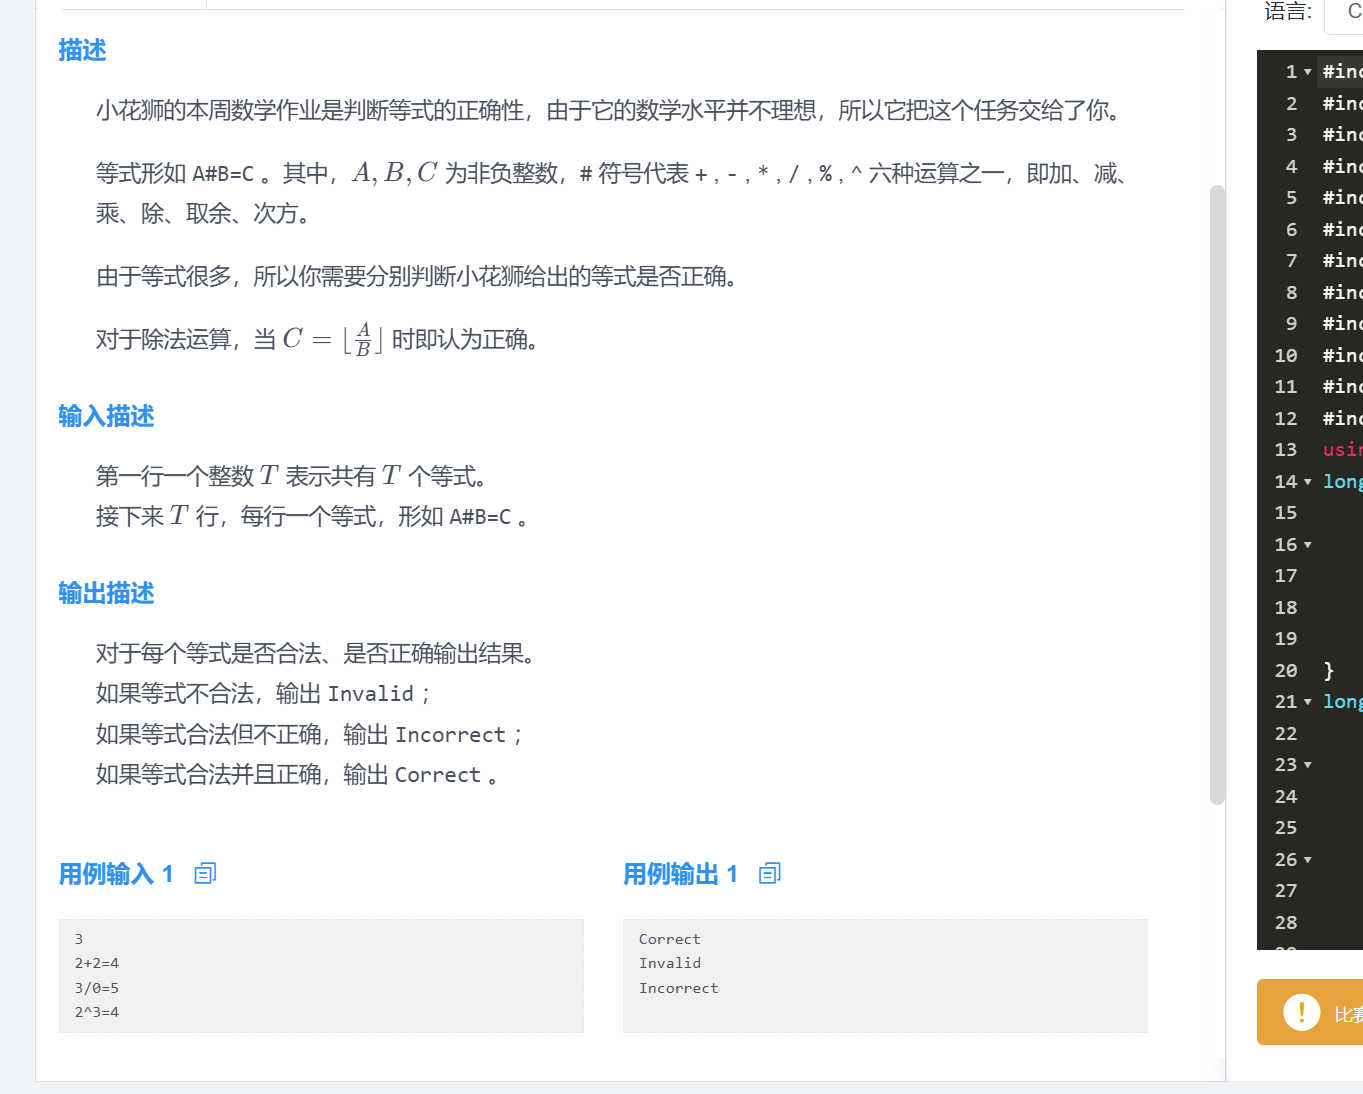 描述
小花狮的本周数学作业是判断等式的正确性，由于它的数学水平并不理想，所以它把这个任务交给了你。
等式形如 A#B=C 。其中，A, B, C 为非负整数，# 符号代表 + , - , * , / , % , ^ 六种运算之一，即加、减、
乘、除、取余、次方。
由于等式很多，所以你需要分别判断小花狮给出的等式是否正确。
对于除法运算，当 C = ⌊A/B⌋ 时即认为正确。
输入描述
第一行一个整数 T 表示共有 T 个等式。
接下来 T 行，每行一个等式，形如 A#B=C 。
输出描述
对于每个等式是否合法、是否正确输出结果。
如果等式不合法，输出 Invalid ；
如果等式合法但不正确，输出 Incorrect ；
如果等式合法并且正确，输出 Correct 。
用例输入 1
3
2+2=4
3/0=5
2^3=4
用例输出 1
Correct
Invalid
Incorrect
语言: C
1 #inc
2 #inc
3 #inc
4 #inc
5 #inc
6 #inc
7 #inc
8 #inc
9 #inc
10 #inc
11 #inc
12 #inc
13 usin
14 long
15
16
17
18
19
20 }
21 long
22
23
24
25
26
27
28
! 比赛